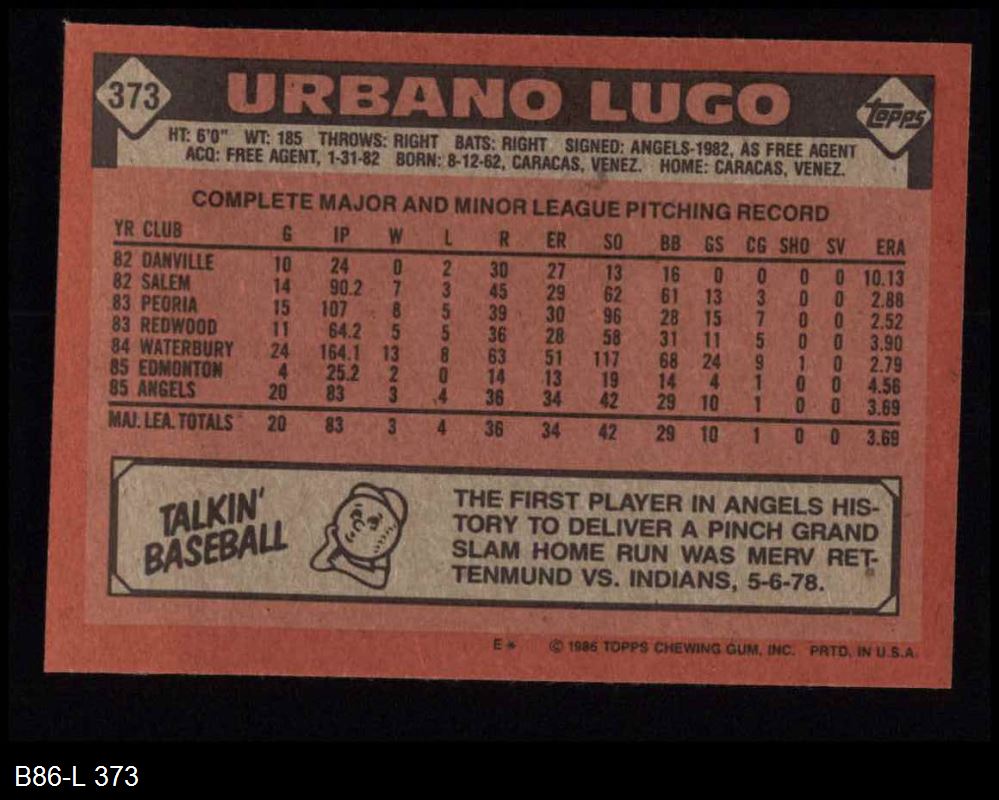 373 URBANO LUGO Topps
HT: 6'0" WT: 185 THROWS: RIGHT BATS: RIGHT SIGNED: ANGELS-1982, AS FREE AGENT
ACQ: FREE AGENT, 1-31-82 BORN: 8-12-62, CARACAS, VENEZ. HOME: CARACAS, VENEZ.
COMPLETE MAJOR AND MINOR LEAGUE PITCHING RECORD
YR CLUB G IP W L R ER SO BB GS CG SHO SV ERA
82 DANVILLE 10 24 0 2 30 27 13 16 0 0 0 0 10.13
82 SALEM 14 90.2 7 3 45 29 62 61 13 3 0 0 2.88
83 PEORIA 15 107 8 5 39 30 96 28 15 7 0 0 2.52
83 REDWOOD 11 64.2 5 5 36 28 58 31 11 5 0 0 3.90
84 WATERBURY 24 164.1 13 8 63 51 117 68 24 9 1 0 2.79
85 EDMONTON 4 25.2 2 0 14 13 19 14 4 1 0 0 4.56
85 ANGELS 20 83 3 4 36 34 42 29 10 1 0 0 3.69
MAJ. LEA. TOTALS 20 83 3 4 36 34 42 29 10 1 0 0 3.69
TALKIN'
BASEBALL
THE FIRST PLAYER IN ANGELS HIS-
TORY TO DELIVER A PINCH GRAND
SLAM HOME RUN WAS MERV RET-
TENMUND VS. INDIANS, 5-6-78.
E* © 1986 TOPPS CHEWING GUM, INC. PRTD. IN U.S.A.
B86-L 373